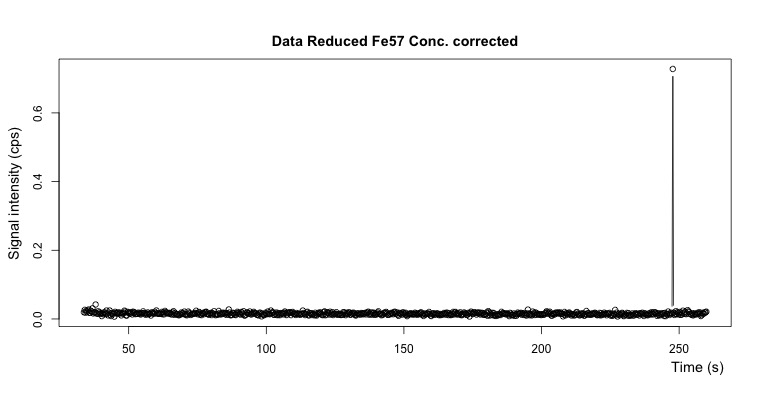 Data Reduced Fe57 Conc. corrected
Signal intensity (cps)
0.6
0.4
0.2
0.0
50 100 150 200 250
Time (s)